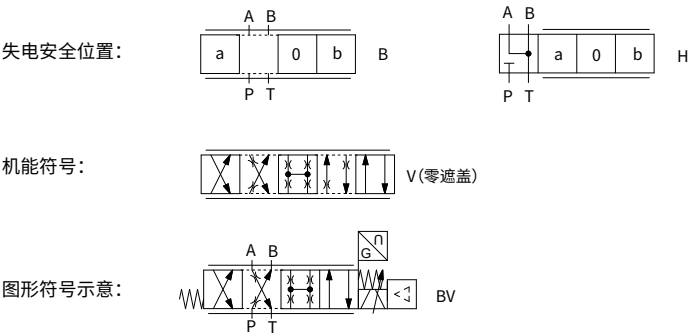 A B
失电安全位置：
a 0 b B
P T
A B
a 0 b H
P T
机能符号：
V（零遮盖）
U
G
A B
图形符号示意：
BV
P T